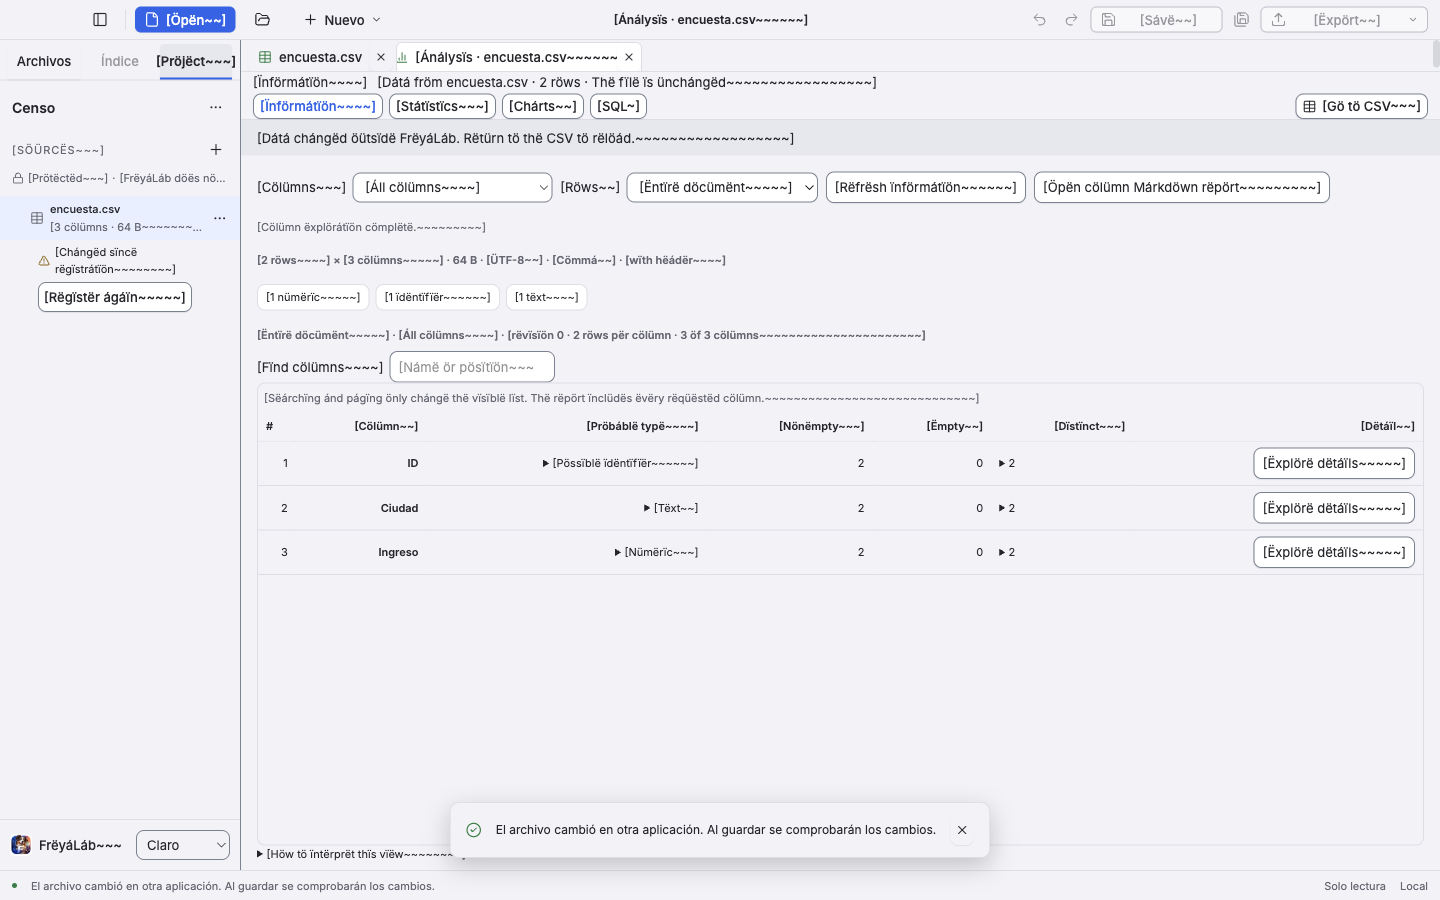 [Öpën~~]
Nuevo
[Ánálysïs · encuesta.csv~~~~~~]
[Sávë~~]
[Ëxpört~~]
Archivos
Índice
[Pröjëct~~~]
encuesta.csv
[Ánálysïs · encuesta.csv~~~~~~
[Ïnförmátïön~~~~] [Dátá fröm encuesta.csv · 2 röws · Thë fïlë ïs ünchángëd~~~~~~~~~~~~~~~~~]
[Ïnförmátïön~~~~]
[Státïstïcs~~~]
[Chárts~~]
[SQL~]
[Gö tö CSV~~~]
Censo
[SÖÜRCËS~~~]
[Prötëctëd~~~] · [FrëyáLáb döës nö...
encuesta.csv
[3 cölümns · 64 B~~~~~~~...
[Chángëd sïncë
rëgïstrátïön~~~~~~~~]
[Rëgïstër ágáïn~~~~~]
[Dátá chángëd öütsïdë FrëyáLáb. Rëtürn tö thë CSV tö rëlöád.~~~~~~~~~~~~~~~~~~]
[Cölümns~~~]
[Áll cölümns~~~~]
[Röws~~]
[Ëntïrë döcümënt~~~~~]
[Rëfrësh ïnförmátïön~~~~~~]
[Öpën cölümn Márkdöwn rëpört~~~~~~~~~]
[Cölümn ëxplörátïön cömplëtë.~~~~~~~~~]
[2 röws~~~~] × [3 cölümns~~~~~] · 64 B · [ÜTF-8~~] · [Cömmá~~] · [wïth hëádër~~~~]
[1 nümërïc~~~~~]
[1 ïdëntïfïër~~~~~~]
[1 tëxt~~~~]
[Ëntïrë döcümënt~~~~~] · [Áll cölümns~~~~] · [rëvïsïön 0 · 2 röws për cölümn · 3 öf 3 cölümns~~~~~~~~~~~~~~~~~~~~~~~]
[Fïnd cölümns~~~~]
[Námë ör pösïtïön~~~
[Sëárchïng ánd págïng önly chángë thë vïsïblë lïst. Thë rëpört ïnclüdës ëvëry rëqüëstëd cölümn.~~~~~~~~~~~~~~~~~~~~~~~~~~~~~]
# [Cölümn~~] [Pröbáblë typë~~~~] [Nönëmpty~~~] [Ëmpty~~] [Dïstïnct~~~] [Dëtáïl~~]
1 ID [Pössïblë ïdëntïfïër~~~~~~] 2 0 2 [Ëxplörë dëtáïls~~~~~]
2 Ciudad [Tëxt~~] 2 0 2 [Ëxplörë dëtáïls~~~~~]
3 Ingreso [Nümërïc~~~] 2 0 2 [Ëxplörë dëtáïls~~~~~]
El archivo cambió en otra aplicación. Al guardar se comprobarán los cambios.
FrëyáLáb~~~
Claro
[Höw tö ïntërprët thïs vïëw~~~~~~~
El archivo cambió en otra aplicación. Al guardar se comprobarán los cambios.
Solo lectura
Local